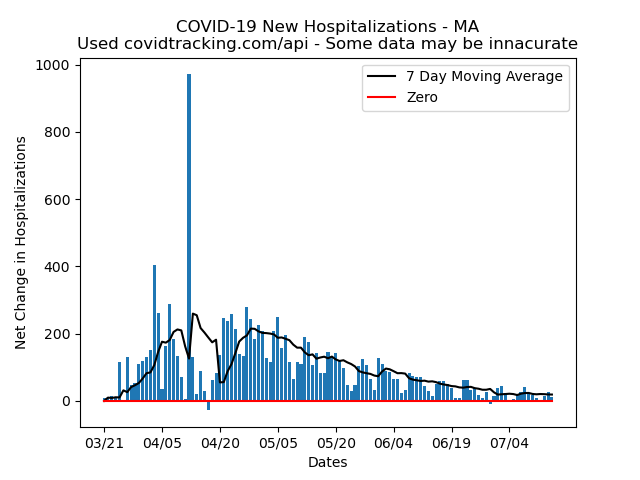 COVID-19 New Hospitalizations - MA
Used covidtracking.com/api - Some data may be innacurate
7 Day Moving Average
Zero
Net Change in Hospitalizations
1000
800
600
400
200
0
03/21 04/05 04/20 05/05 05/20 06/04 06/19 07/04
Dates